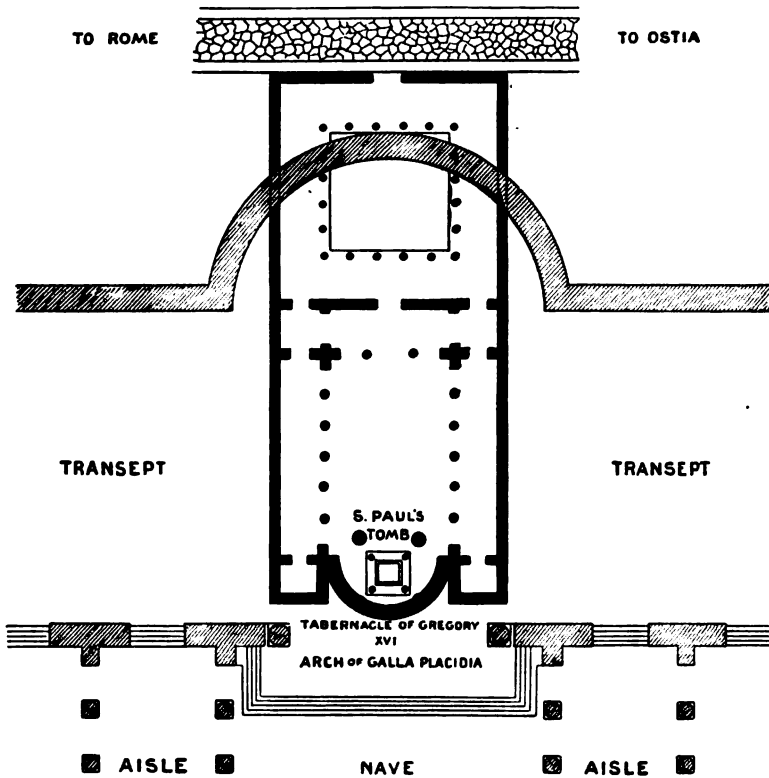 TO ROME
TO OSTIA
TRANSEPT
TRANSEPT
S. PAUL'S
TOMB
TABERNACLE OF GREGORY
XVI
ARCH OF GALLA PLACIDIA
AISLE
NAVE
AISLE